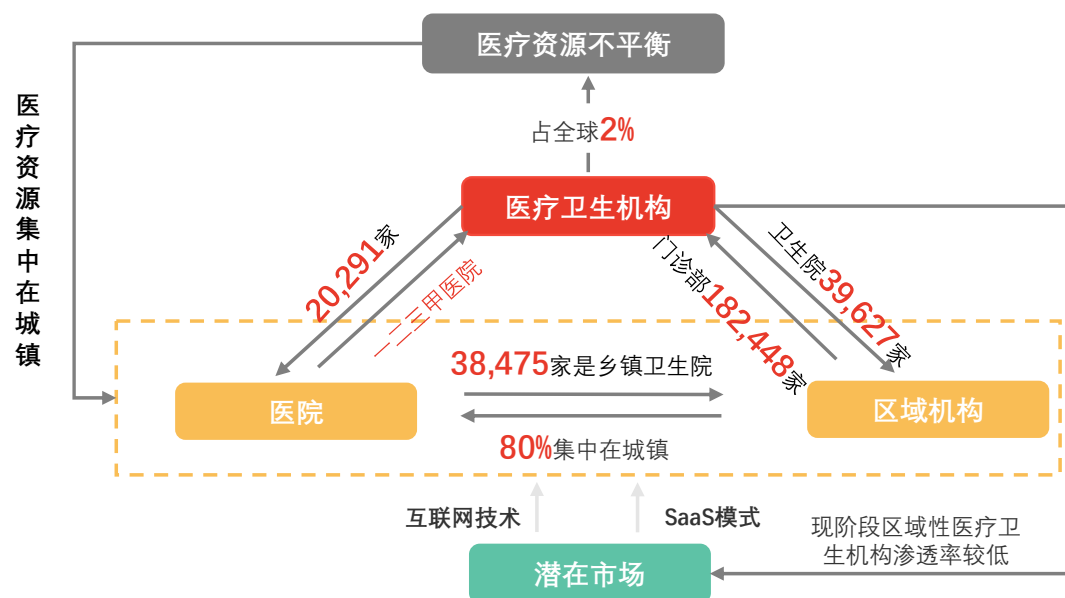 医疗资源不平衡
医疗资源集中在城镇
占全球2%
医疗卫生机构
20,291家
一二三甲医院
门诊部182,448家
卫生院39,627家
38,475家是乡镇卫生院
医院
区域机构
80%集中在城镇
互联网技术
SaaS模式
现阶段区域性医疗卫
生机构渗透率较低
潜在市场